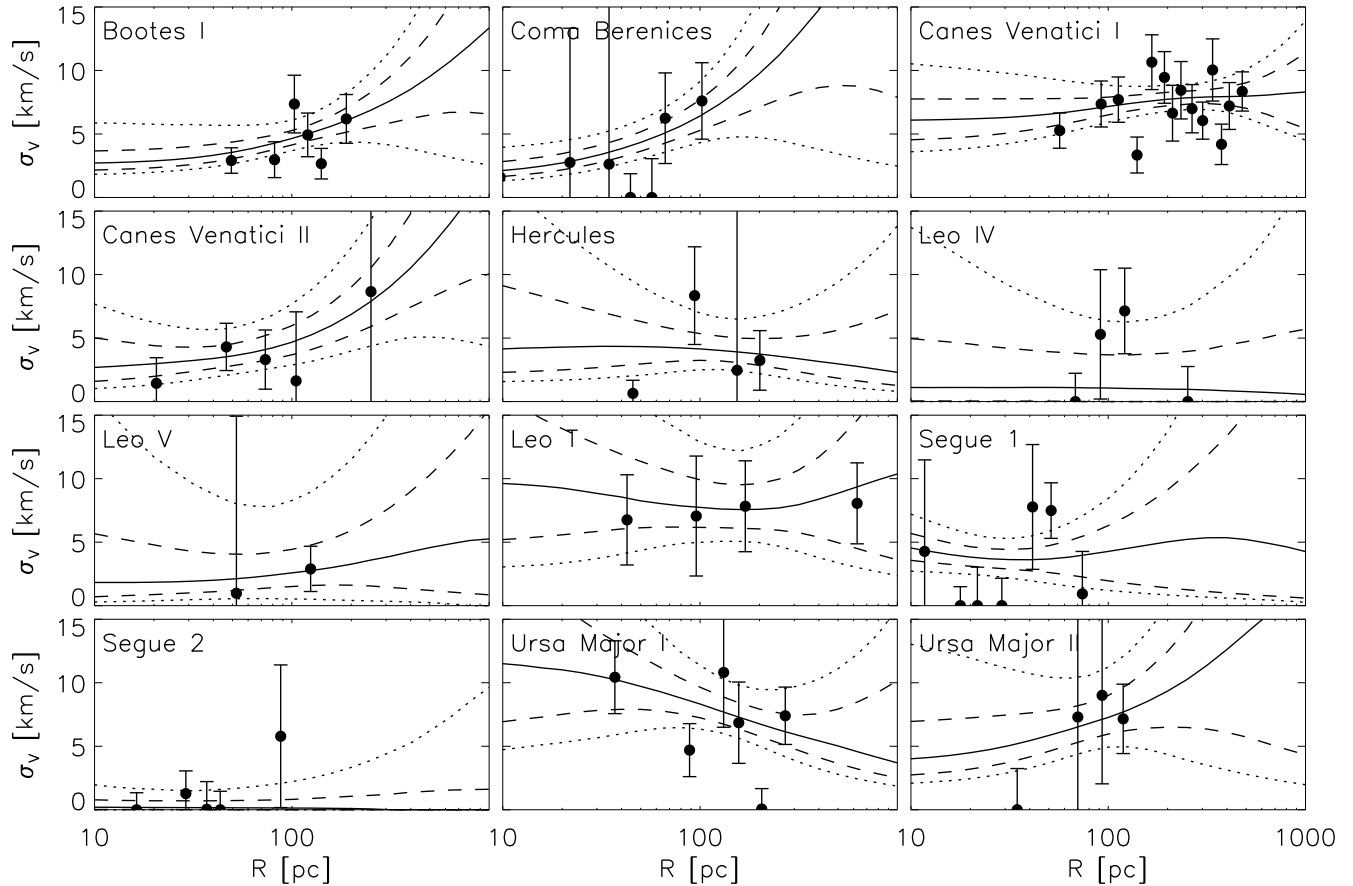 Bootes I
Coma Berenices
Canes Venatici I
15
10
5
0
σv [km/s]
Canes Venatici II
Hercules
Leo IV
15
10
5
0
σv [km/s]
Leo V
Leo T
Segue 1
15
10
5
0
σv [km/s]
Segue 2
Ursa Major I
Ursa Major II
15
10
5
0
σv [km/s]
10 100 10 100 10 100 1000
R [pc] R [pc] R [pc]